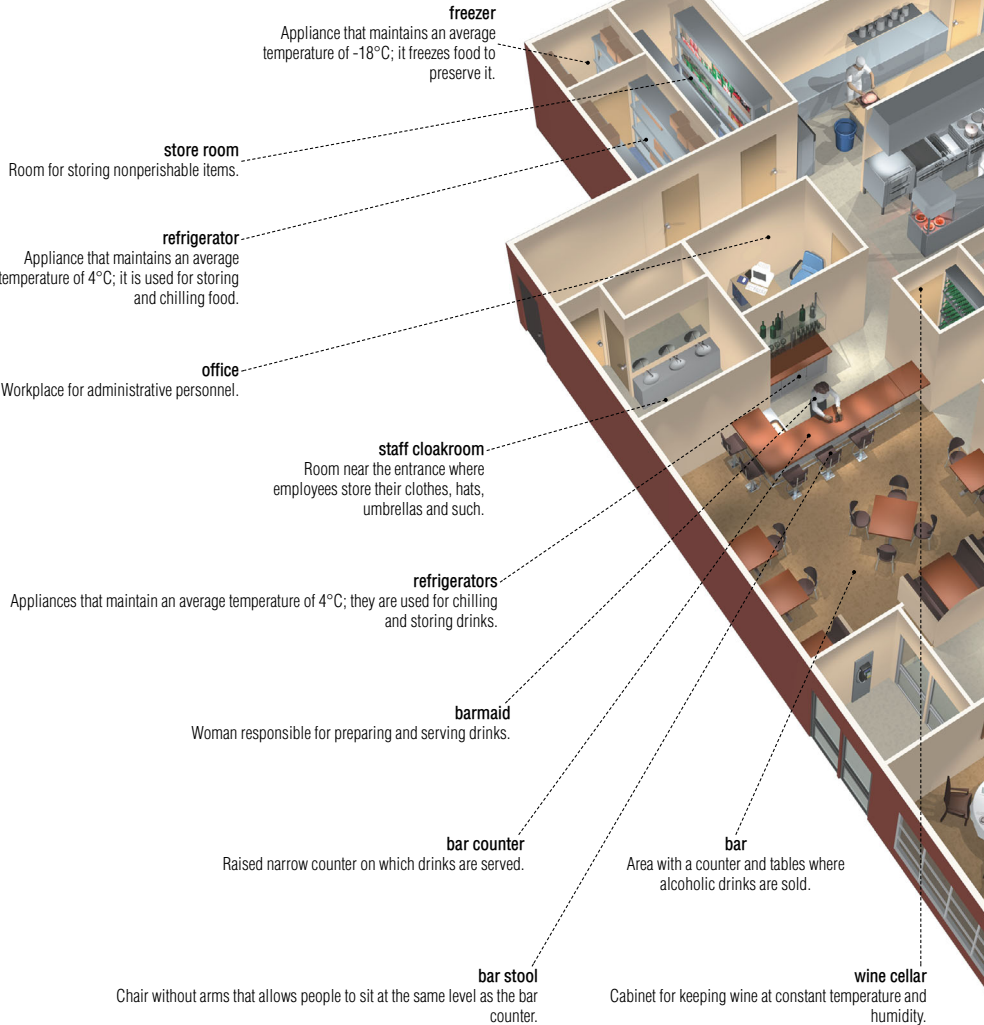 freezer
Appliance that maintains an average
temperature of -18°C; it freezes food to
preserve it.
store room
Room for storing nonperishable items.
refrigerator
Appliance that maintains an average
temperature of 4°C; it is used for storing
and chilling food.
office
Workplace for administrative personnel.
staff cloakroom
Room near the entrance where
employees store their clothes, hats,
umbrellas and such.
refrigerators
Appliances that maintain an average temperature of 4°C; they are used for chilling
and storing drinks.
barmaid
Woman responsible for preparing and serving drinks.
bar counter
Raised narrow counter on which drinks are served.
bar
Area with a counter and tables where
alcoholic drinks are sold.
bar stool
Chair without arms that allows people to sit at the same level as the bar
counter.
wine cellar
Cabinet for keeping wine at constant temperature and
humidity.